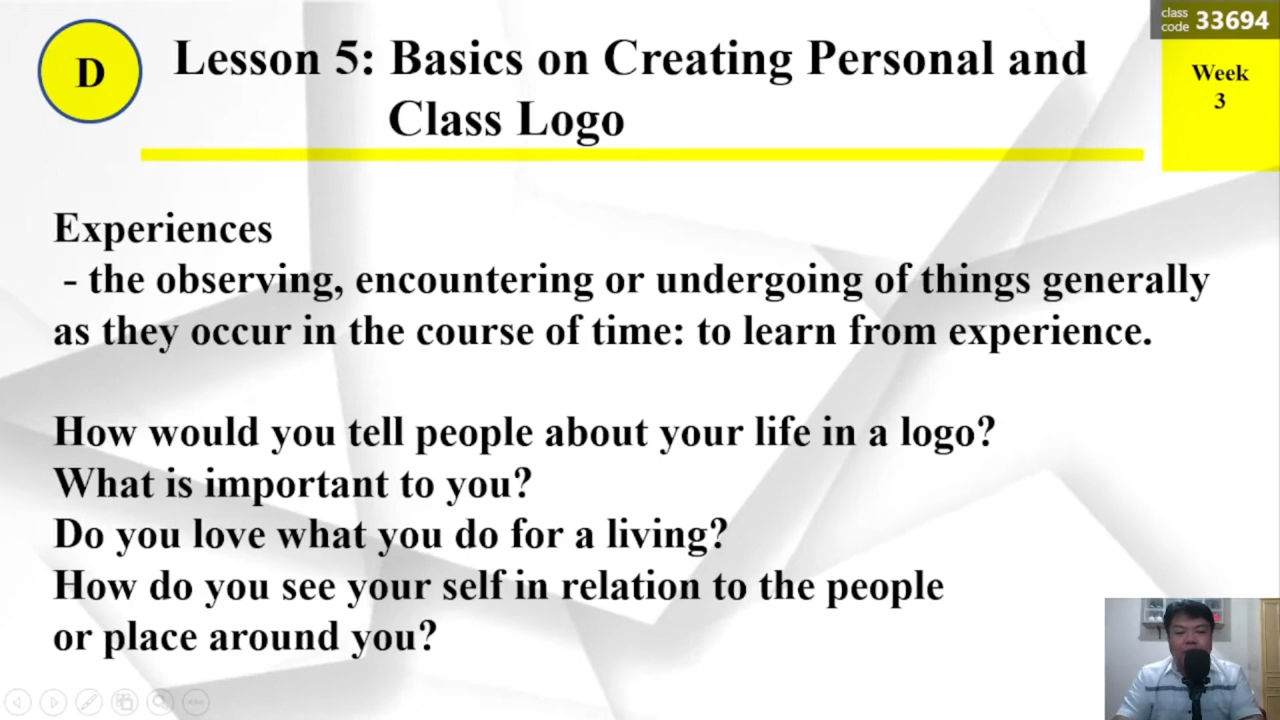 class
code 33694
D
Lesson 5: Basics on Creating Personal and
Class Logo
Week
3
Experiences
- the observing, encountering or undergoing of things generally
as they occur in the course of time: to learn from experience.
How would you tell people about your life in a logo?
What is important to you?
Do you love what you do for a living?
How do you see your self in relation to the people
or place around you?